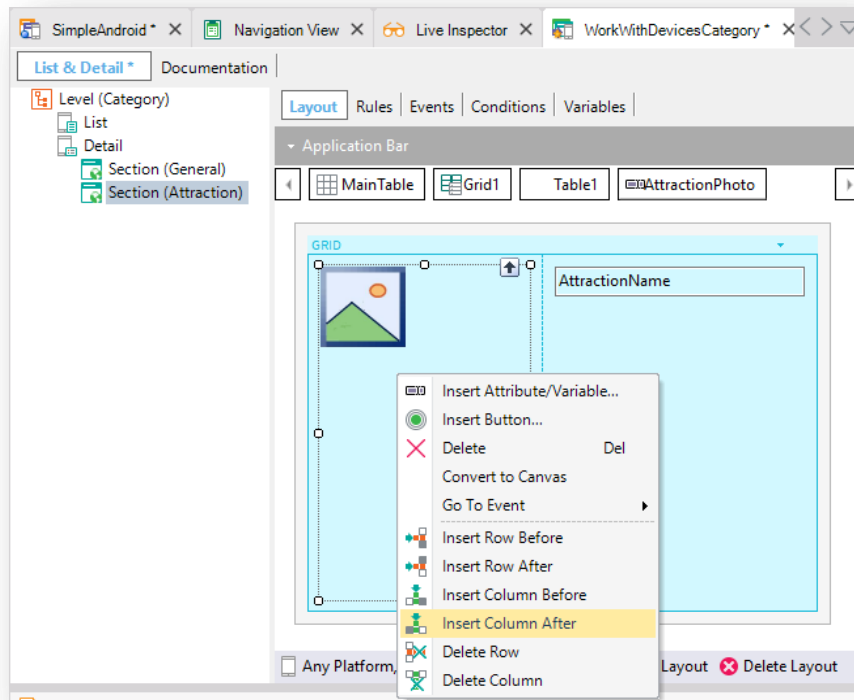 SimpleAndroid * Navigation View Live Inspector WorkWithDevicesCategory *
List & Detail * Documentation
Level (Category)
List
Detail
Section (General)
Section (Attraction)
Layout Rules Events Conditions Variables
Application Bar
MainTable Grid1 Table1 AttractionPhoto
GRID
AttractionName
Insert Attribute/Variable...
Insert Button...
Delete Del
Convert to Canvas
Go To Event
Insert Row Before
Insert Row After
Insert Column Before
Insert Column After
Delete Row
Delete Column
Any Platform, Layout Delete Layout